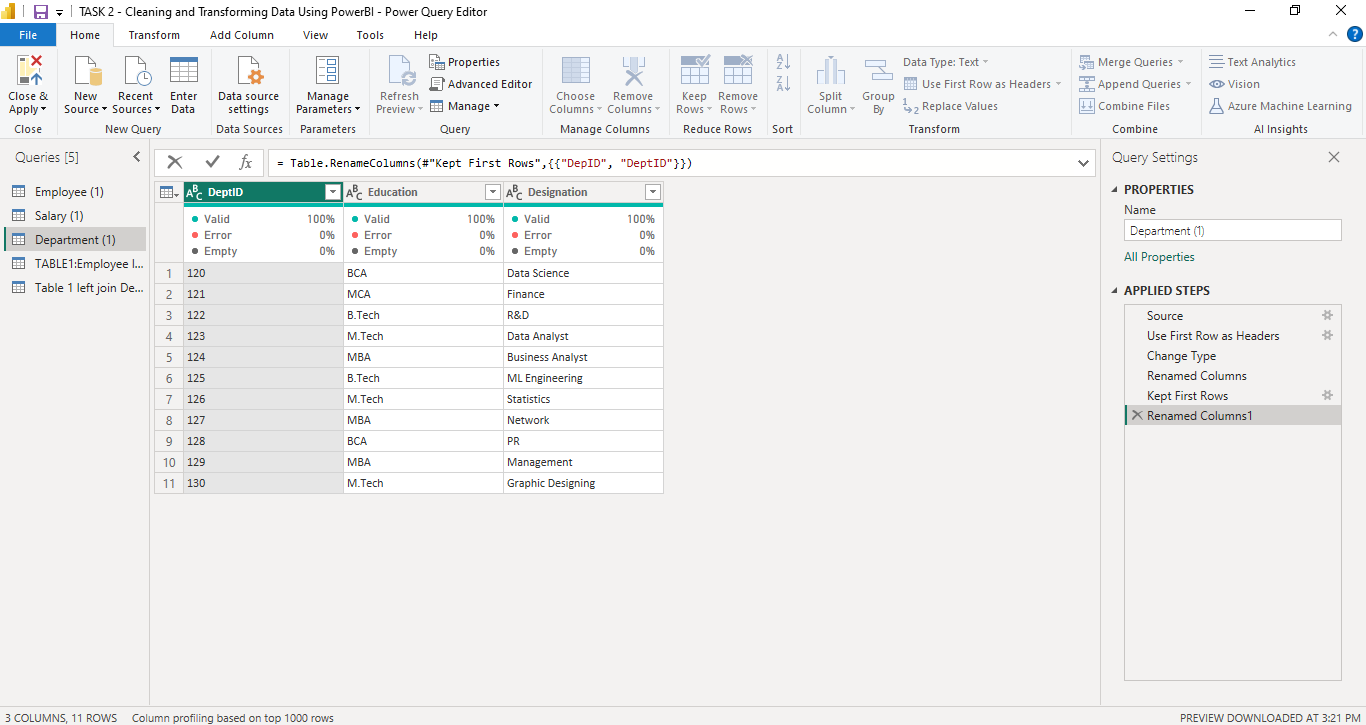 TASK 2 - Cleaning and Transforming Data Using PowerBI - Power Query Editor
File Home Transform Add Column View Tools Help
Close & Apply
Close
New Source
Recent Sources
Enter Data
New Query
Data source settings
Data Sources
Manage Parameters
Parameters
Refresh Preview
Properties
Advanced Editor
Manage
Query
Choose Columns
Remove Columns
Manage Columns
Keep Rows
Remove Rows
Reduce Rows
Sort
Split Column
Group By
Data Type: Text
Use First Row as Headers
Replace Values
Transform
Merge Queries
Append Queries
Combine Files
Combine
Text Analytics
Vision
Azure Machine Learning
AI Insights
Queries [5]
Employee (1)
Salary (1)
Department (1)
TABLE1:Employee I...
Table 1 left join De...
fx = Table.RenameColumns(#"Kept First Rows",{{"DepID", "DeptID"}})
DeptID Education Designation
Valid 100% Valid 100% Valid 100%
Error 0% Error 0% Error 0%
Empty 0% Empty 0% Empty 0%
1 120 BCA Data Science
2 121 MCA Finance
3 122 B.Tech R&D
4 123 M.Tech Data Analyst
5 124 MBA Business Analyst
6 125 B.Tech ML Engineering
7 126 M.Tech Statistics
8 127 MBA Network
9 128 BCA PR
10 129 MBA Management
11 130 M.Tech Graphic Designing
Query Settings
PROPERTIES
Name
Department (1)
All Properties
APPLIED STEPS
Source
Use First Row as Headers
Change Type
Renamed Columns
Kept First Rows
Renamed Columns1
3 COLUMNS, 11 ROWS Column profiling based on top 1000 rows
PREVIEW DOWNLOADED AT 3:21 PM